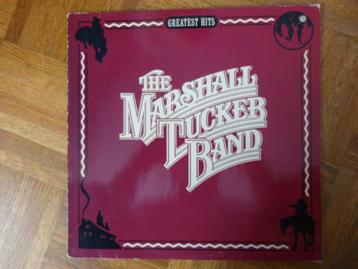 GREATEST HITS
THE
MARSHALL
TUCKER
BAND